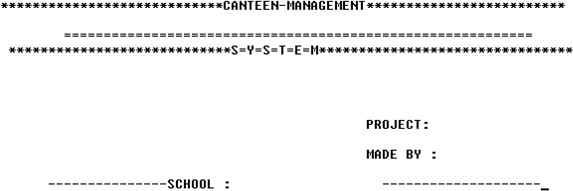 ****************************CANTEEN-MANAGEMENT*************************
===========================================================
****************************S=Y=S=T=E=M********************************
PROJECT:
MADE BY :
---------------SCHOOL : --------------------_